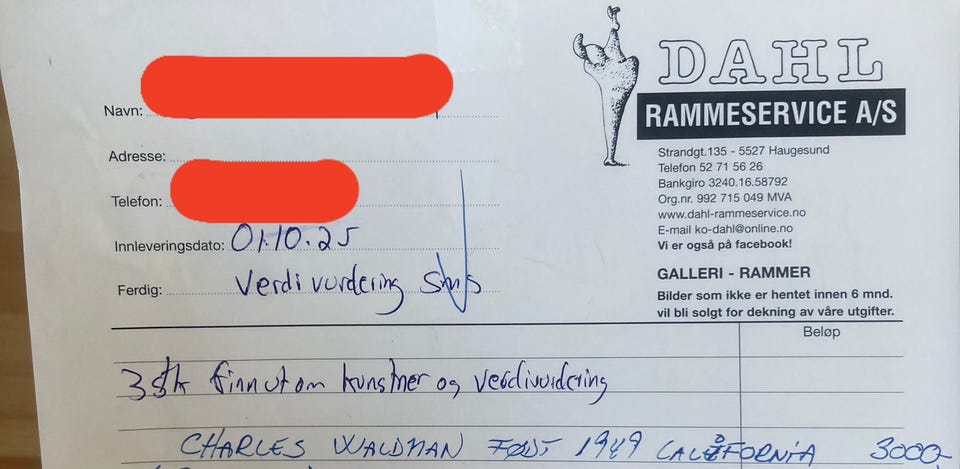 DAHL
RAMMESERVICE A/S
Strandgt.135 - 5527 Haugesund
Telefon 52 71 56 26
Bankgiro 3240.16.58792
Org.nr. 992 715 049 MVA
www.dahl-rammeservice.no
E-mail ko-dahl@online.no
Vi er også på facebook!
GALLERI - RAMMER
Bilder som ikke er hentet innen 6 mnd.
vil bli solgt for dekning av våre utgifter.
Navn:
Adresse:
Telefon:
Innleveringsdato: 01.10.25
Ferdig: Verdivurdering sms
Beløp
3 stk finn ut om kunstner og verdivurdering
CHARLES WALDMAN FØDT 1949 CALIFORNIA 3000-